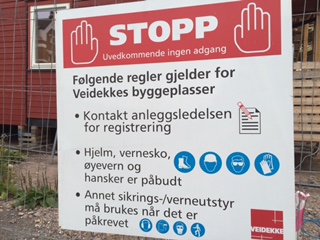 STOPP
Uvedkommende ingen adgang
Følgende regler gjelder for
Veidekkes byggeplasser
• Kontakt anleggsledelsen
for registrering
• Hjelm, vernesko,
øyevern og
hansker er påbudt
• Annet sikrings-/verneutstyr
må brukes når det er
påkrevet
VEIDEKKE